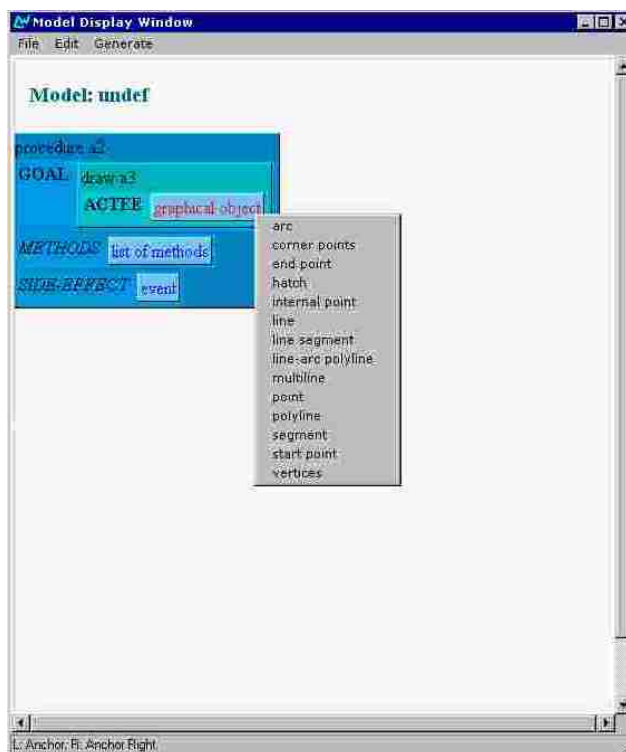 Model Display Window
File Edit Generate
Model: undef
procedure a2
GOAL draw a3
ACTEE graphical object
METHODS list of methods
SIDE-EFFECT event
arc
corner points
end point
hatch
internal point
line
line segment
line-arc polyline
multiline
point
polyline
segment
start point
vertices
L: Anchor; R: Anchor Right